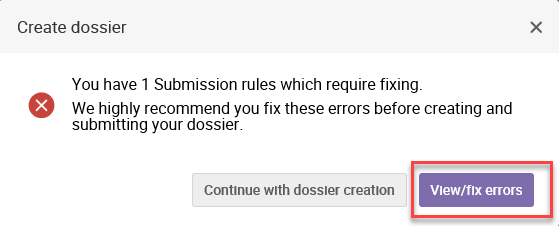 Create dossier
You have 1 Submission rules which require fixing.
We highly recommend you fix these errors before creating and
submitting your dossier.
Continue with dossier creation
View/fix errors